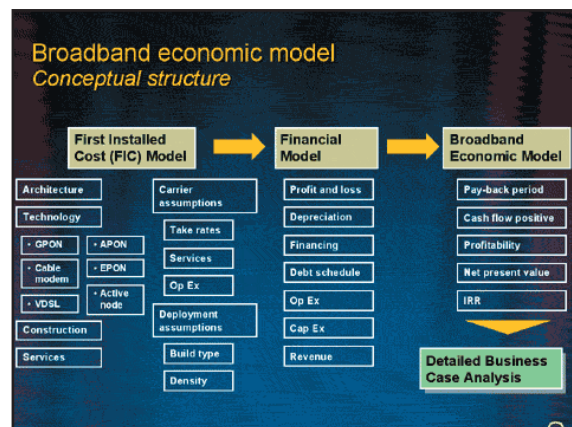 Broadband economic model
Conceptual structure
First Installed
Cost (FIC) Model
Financial
Model
Broadband
Economic Model
Architecture
Technology
• GPON
• APON
• Cable
modem
• EPON
• VDSL
• Active
node
Construction
Services
Carrier
assumptions
Take rates
Services
Op Ex
Deployment
assumptions
Build type
Density
Profit and loss
Depreciation
Financing
Debt schedule
Op Ex
Cap Ex
Revenue
Pay-back period
Cash flow positive
Profitability
Net present value
IRR
Detailed Business
Case Analysis